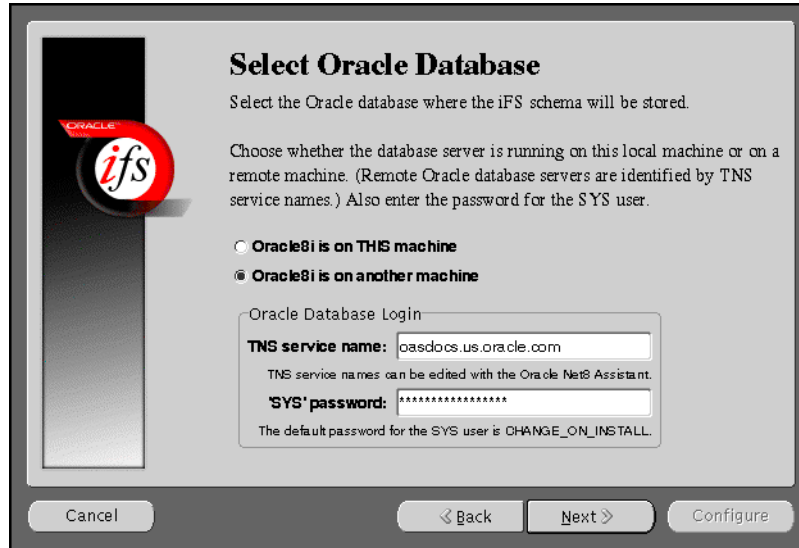 Select Oracle Database
Select the Oracle database where the iFS schema will be stored.
Choose whether the database server is running on this local machine or on a
remote machine. (Remote Oracle database servers are identified by TNS
service names.) Also enter the password for the SYS user.
ORACLE
ifs
Oracle8i is on THIS machine
Oracle8i is on another machine
Oracle Database Login
TNS service name: oasdocs.us.oracle.com
TNS service names can be edited with the Oracle Net8 Assistant.
'SYS' password: *****************
The default password for the SYS user is CHANGE_ON_INSTALL.
Cancel
Back
Next
Configure